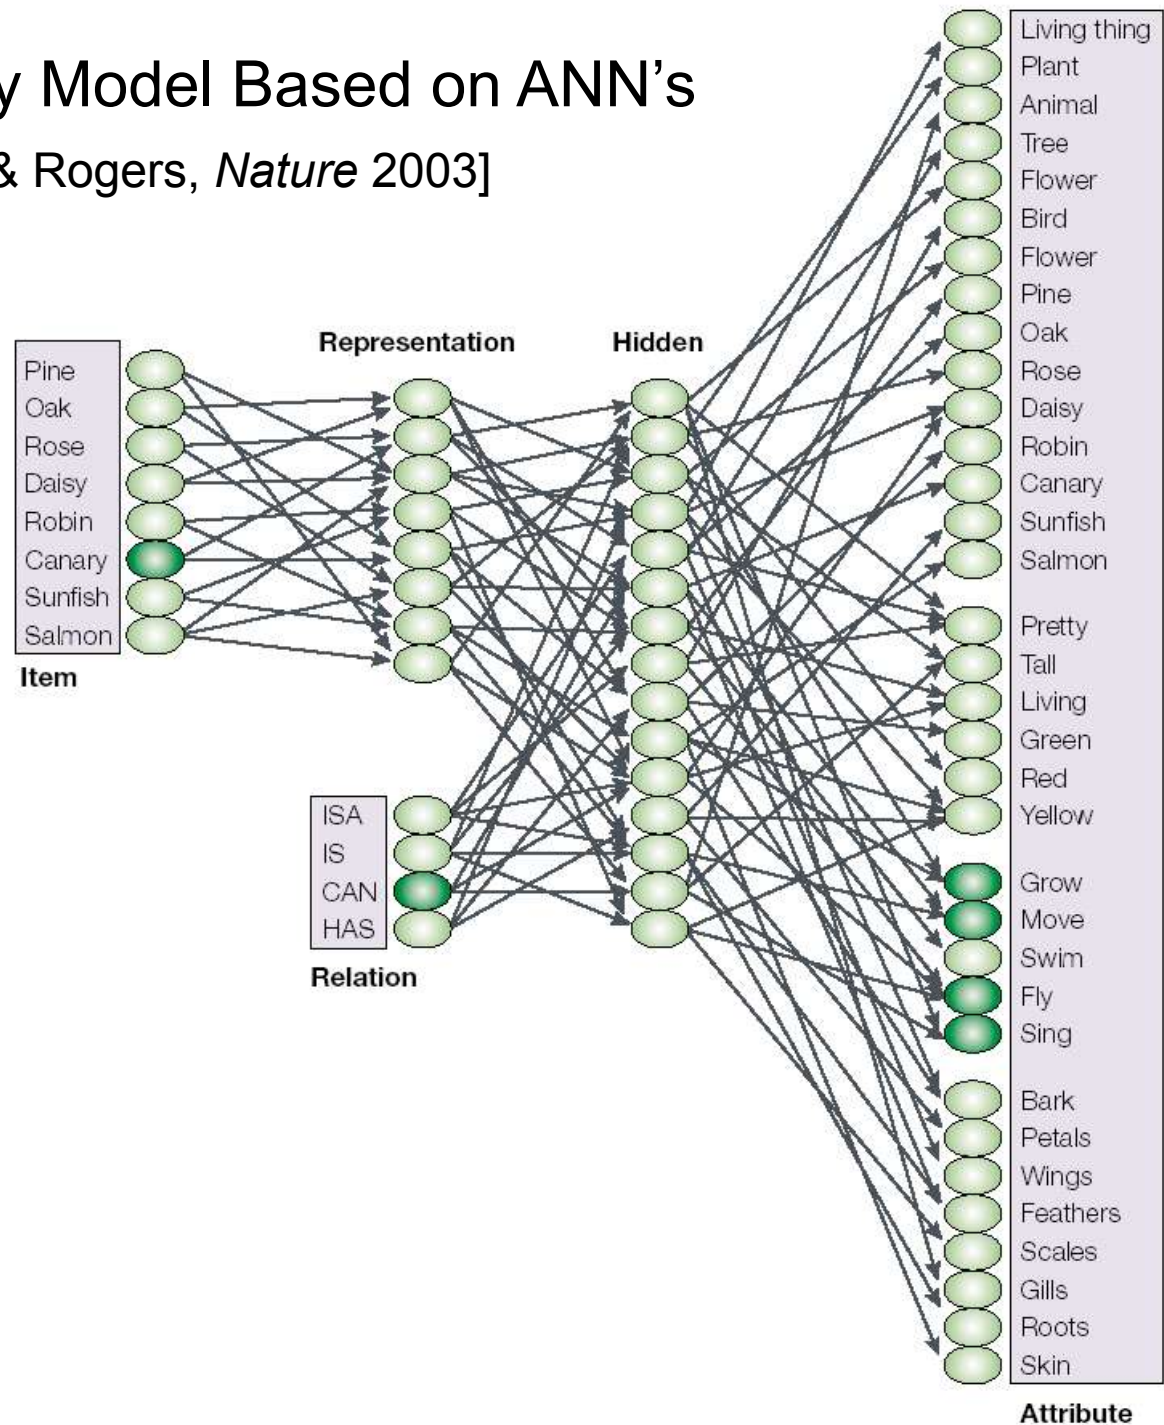 y Model Based on ANN's
& Rogers, Nature 2003]
Pine
Oak
Rose
Daisy
Robin
Canary
Sunfish
Salmon
Item
Representation
Hidden
ISA
IS
CAN
HAS
Relation
Living thing
Plant
Animal
Tree
Flower
Bird
Flower
Pine
Oak
Rose
Daisy
Robin
Canary
Sunfish
Salmon
Pretty
Tall
Living
Green
Red
Yellow
Grow
Move
Swim
Fly
Sing
Bark
Petals
Wings
Feathers
Scales
Gills
Roots
Skin
Attribute